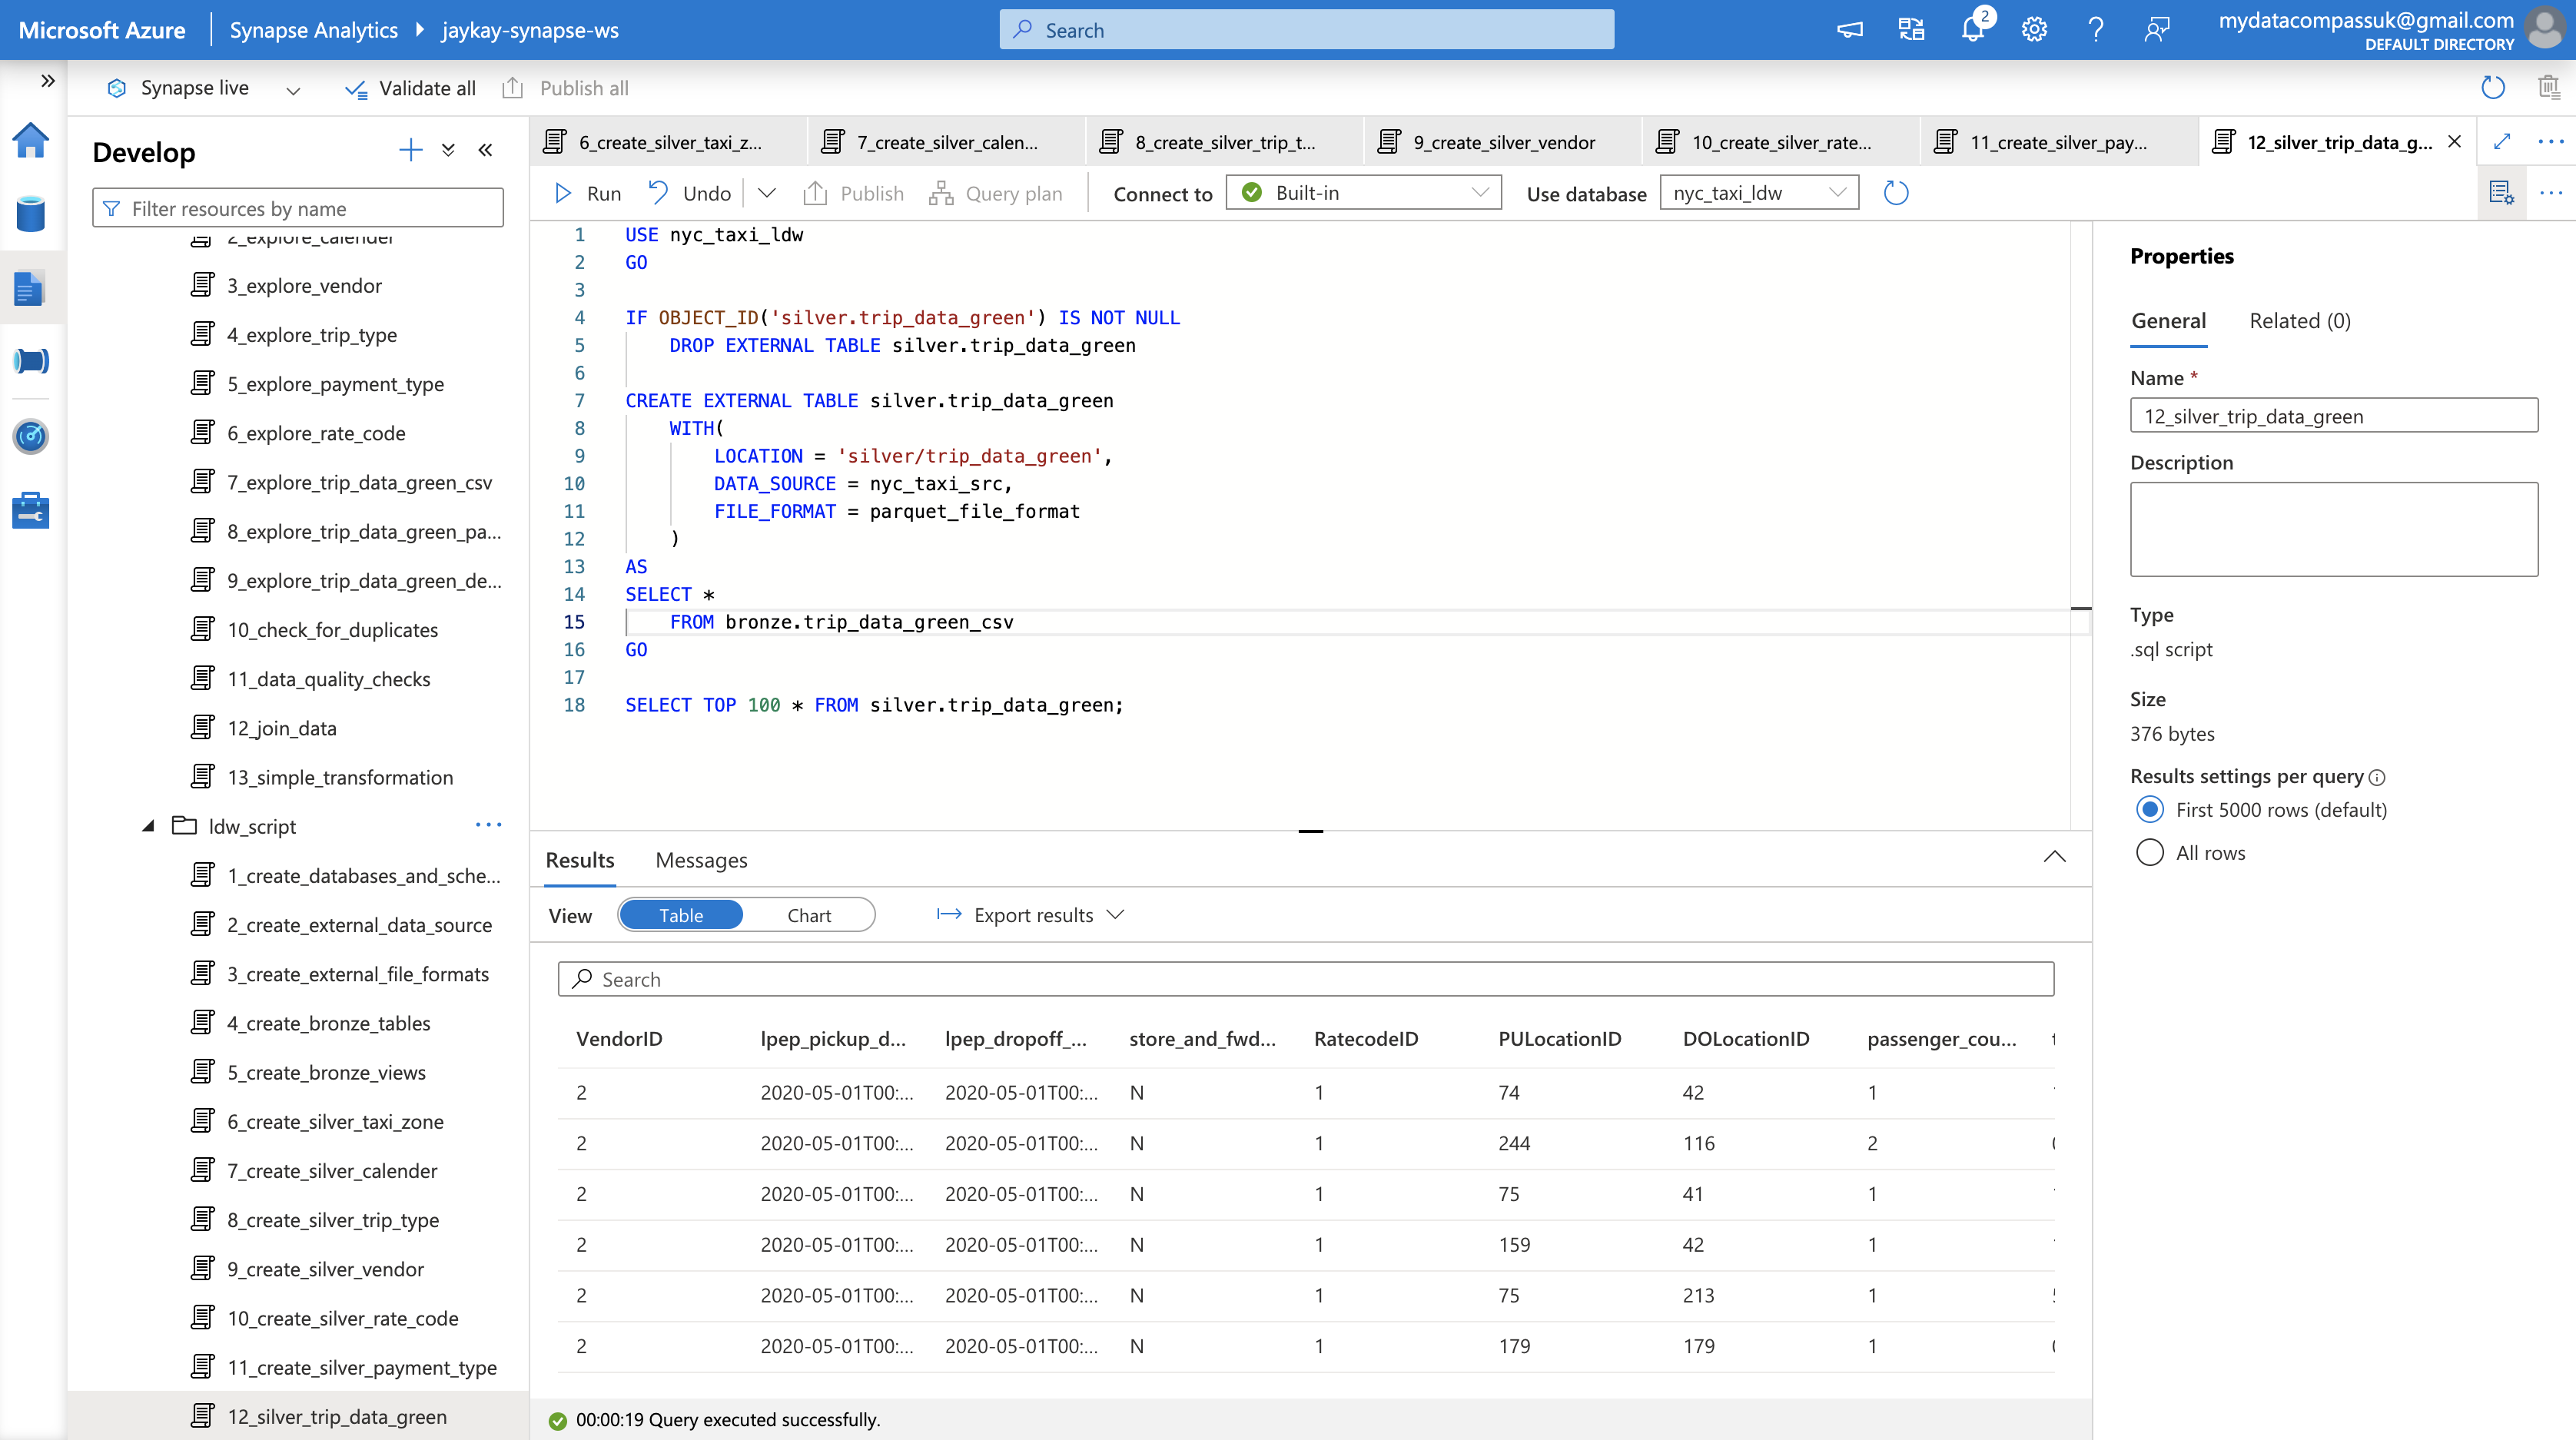 Microsoft Azure
Synapse Analytics
jaykay-synapse-ws
Search
2
mydatacompassuk@gmail.com
DEFAULT DIRECTORY
Synapse live
Validate all
Publish all
Develop
Filter resources by name
2_explore_calender
3_explore_vendor
4_explore_trip_type
5_explore_payment_type
6_explore_rate_code
7_explore_trip_data_green_csv
8_explore_trip_data_green_pa...
9_explore_trip_data_green_de...
10_check_for_duplicates
11_data_quality_checks
12_join_data
13_simple_transformation
ldw_script
1_create_databases_and_sche...
2_create_external_data_source
3_create_external_file_formats
4_create_bronze_tables
5_create_bronze_views
6_create_silver_taxi_zone
7_create_silver_calender
8_create_silver_trip_type
9_create_silver_vendor
10_create_silver_rate_code
11_create_silver_payment_type
12_silver_trip_data_green
6_create_silver_taxi_z...
7_create_silver_calen...
8_create_silver_trip_t...
9_create_silver_vendor
10_create_silver_rate...
11_create_silver_pay...
12_silver_trip_data_g...
Run
Undo
Publish
Query plan
Connect to
Built-in
Use database
nyc_taxi_ldw
1 USE nyc_taxi_ldw
2 GO
3
4 IF OBJECT_ID('silver.trip_data_green') IS NOT NULL
5 DROP EXTERNAL TABLE silver.trip_data_green
6
7 CREATE EXTERNAL TABLE silver.trip_data_green
8 WITH(
9 LOCATION = 'silver/trip_data_green',
10 DATA_SOURCE = nyc_taxi_src,
11 FILE_FORMAT = parquet_file_format
12 )
13 AS
14 SELECT *
15 FROM bronze.trip_data_green_csv
16 GO
17
18 SELECT TOP 100 * FROM silver.trip_data_green;
Results
Messages
View
Table
Chart
Export results
Search
VendorID lpep_pickup_d... lpep_dropoff_... store_and_fwd... RatecodeID PULocationID DOLocationID passenger_cou...
2 2020-05-01T00:... 2020-05-01T00:... N 1 74 42 1
2 2020-05-01T00:... 2020-05-01T00:... N 1 244 116 2
2 2020-05-01T00:... 2020-05-01T00:... N 1 75 41 1
2 2020-05-01T00:... 2020-05-01T00:... N 1 159 42 1
2 2020-05-01T00:... 2020-05-01T00:... N 1 75 213 1
2 2020-05-01T00:... 2020-05-01T00:... N 1 179 179 1
00:00:19 Query executed successfully.
Properties
General
Related (0)
Name *
12_silver_trip_data_green
Description
Type
.sql script
Size
376 bytes
Results settings per query
First 5000 rows (default)
All rows